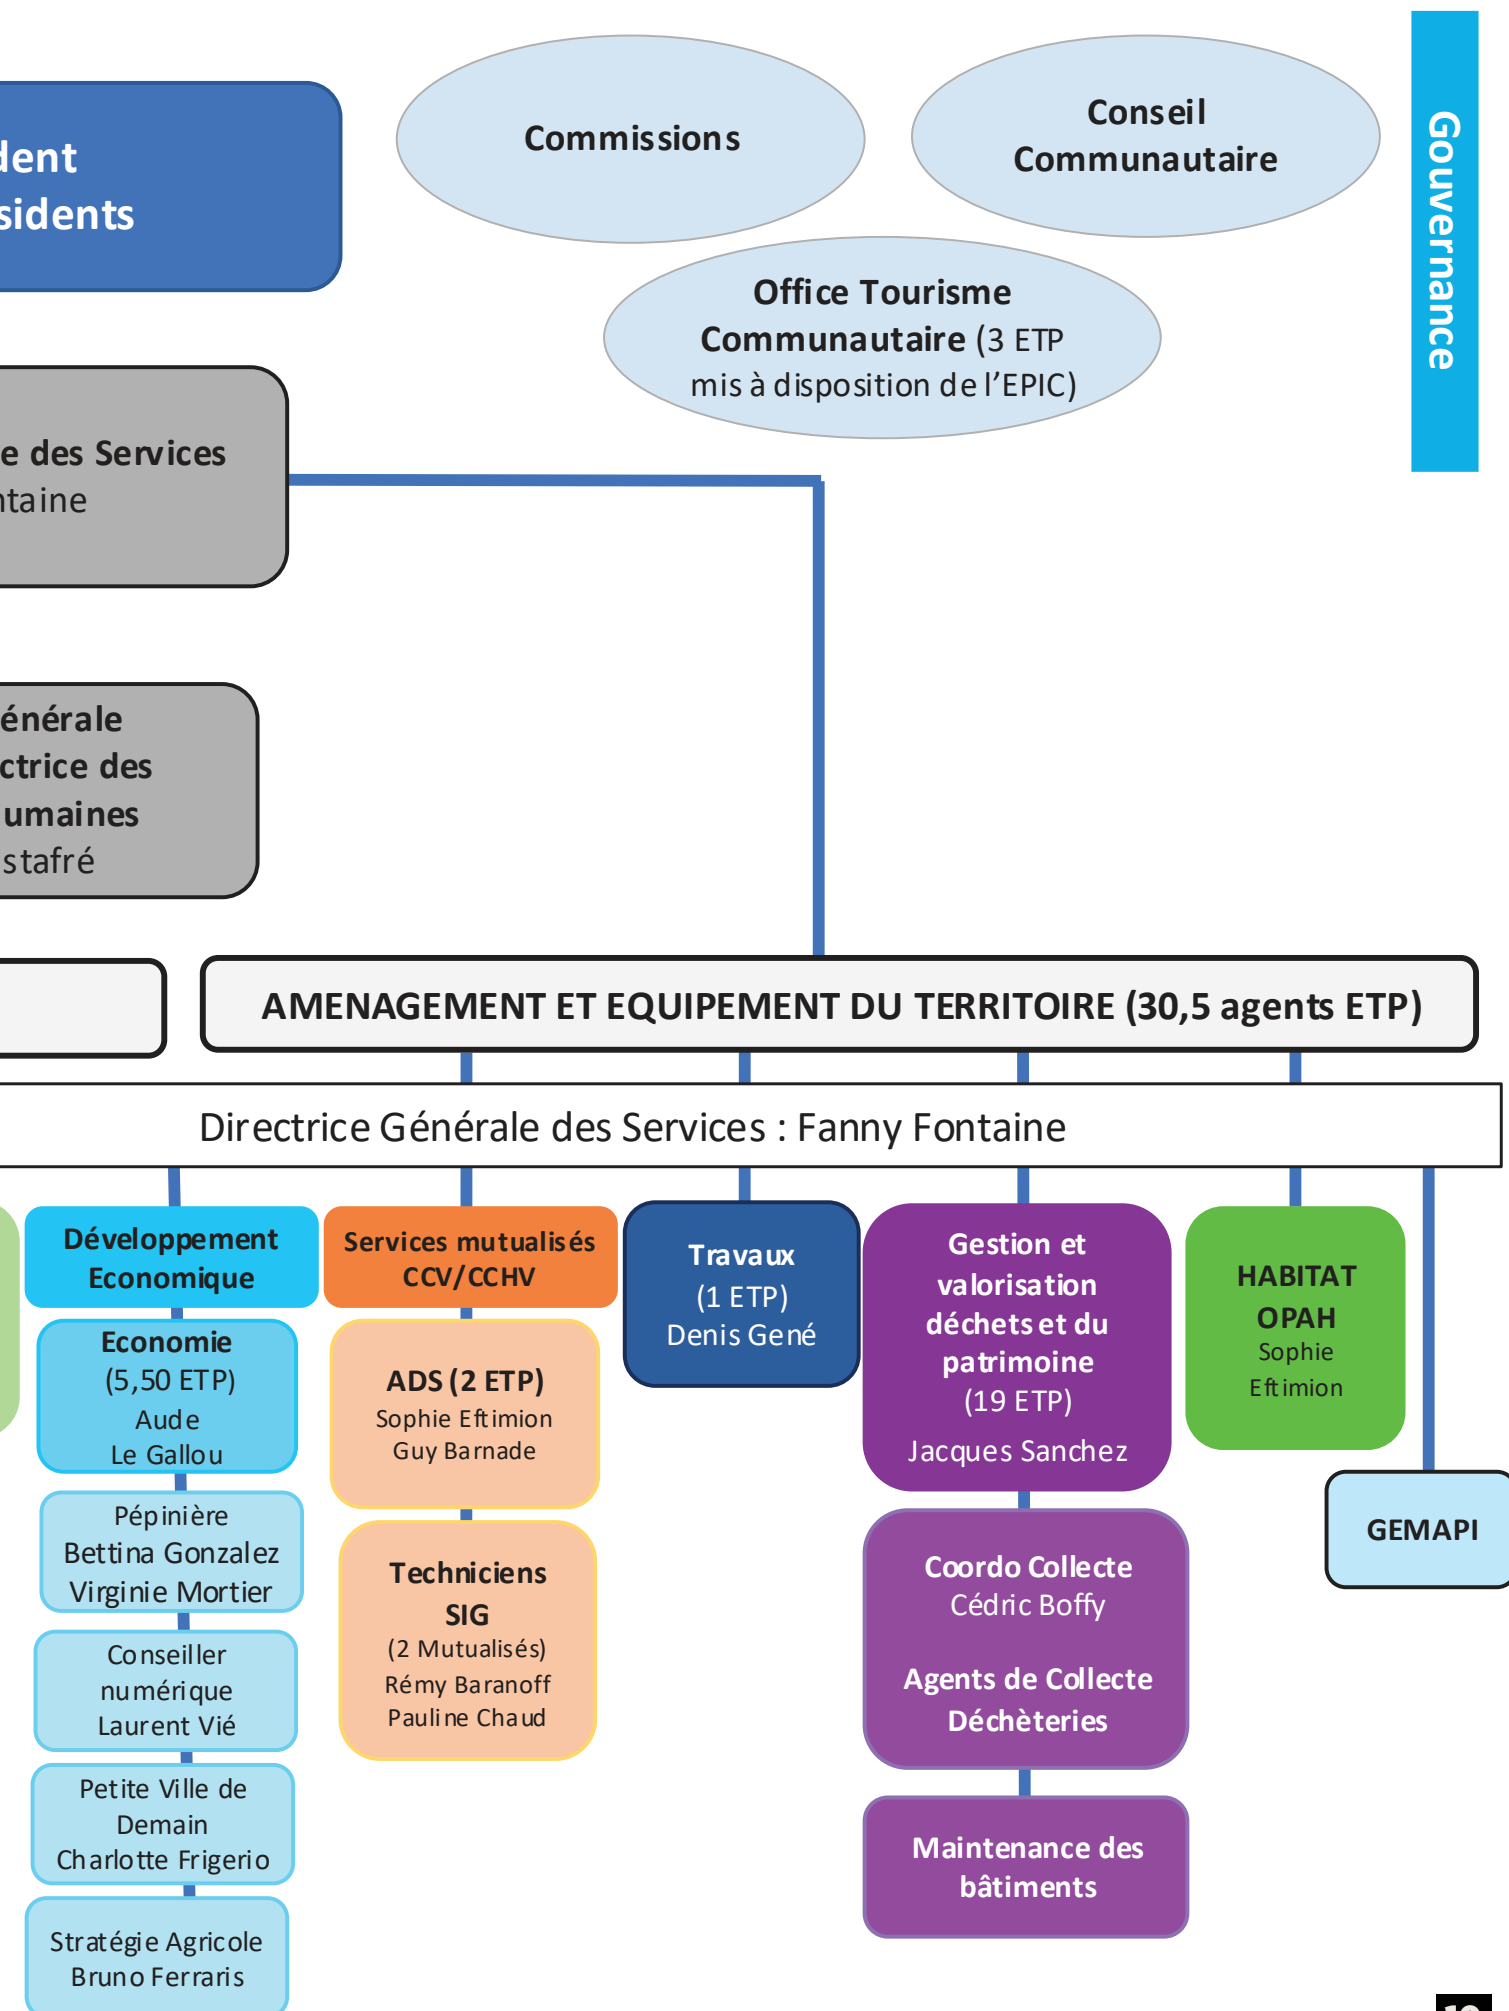 dent
sidents
Commissions
Conseil
Communautaire
Office Tourisme
Communautaire (3 ETP
mis à disposition de l'EPIC)
Gouvernance
e des Services
ntaine
énérale
ctrice des
umaines
stafré
AMENAGEMENT ET EQUIPEMENT DU TERRITOIRE (30,5 agents ETP)
Directrice Générale des Services : Fanny Fontaine
Développement
Economique
Economie
(5,50 ETP)
Aude
Le Gallou
Pépinière
Bettina Gonzalez
Virginie Mortier
Conseiller
numérique
Laurent Vié
Petite Ville de
Demain
Charlotte Frigerio
Stratégie Agricole
Bruno Ferraris
Services mutualisés
CCV/CCHV
ADS (2 ETP)
Sophie Eftimion
Guy Barnade
Techniciens
SIG
(2 Mutualisés)
Rémy Baranoff
Pauline Chaud
Travaux
(1 ETP)
Denis Gené
Gestion et
valorisation
déchets et du
patrimoine
(19 ETP)
Jacques Sanchez
Coordo Collecte
Cédric Boffy
Agents de Collecte
Déchèteries
Maintenance des
bâtiments
HABITAT
OPAH
Sophie
Eftimion
GEMAPI